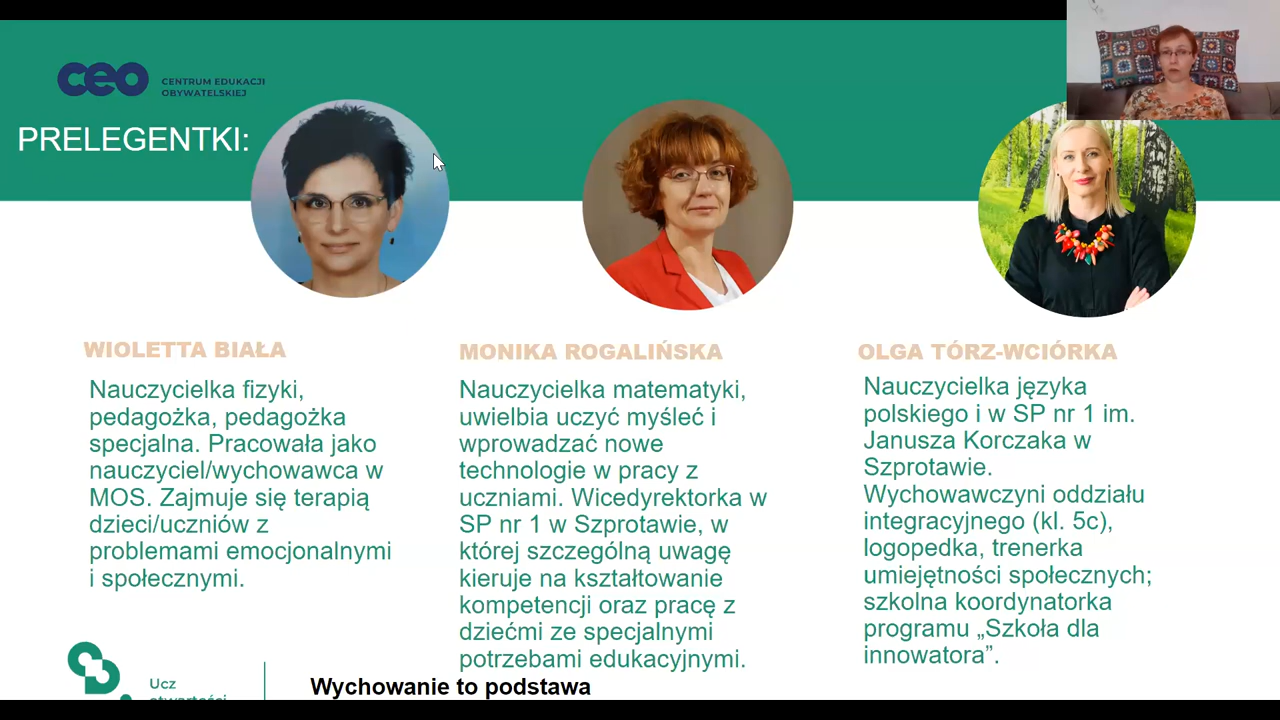 ceo
CENTRUM EDUKACJI
OBYWATELSKIEJ
PRELEGENTKI:
WIOLETTA BIAŁA
Nauczycielka fizyki,
pedagożka, pedagożka
specjalna. Pracowała jako
nauczyciel/wychowawca w
MOS. Zajmuje się terapią
dzieci/uczniów z
problemami emocjonalnymi
i społecznymi.
MONIKA ROGALIŃSKA
Nauczycielka matematyki,
uwielbia uczyć myśleć i
wprowadzać nowe
technologie w pracy z
uczniami. Wicedyrektorka w
SP nr 1 w Szprotawie, w
której szczególną uwagę
kieruje na kształtowanie
kompetencji oraz pracę z
dziećmi ze specjalnymi
potrzebami edukacyjnymi.
OLGA TÓRZ-WCIÓRKA
Nauczycielka języka
polskiego i w SP nr 1 im.
Janusza Korczaka w
Szprotawie.
Wychowawczyni oddziału
integracyjnego (kl. 5c),
logopedka, trenerka
umiejętności społecznych;
szkolna koordynatorka
programu „Szkoła dla
innowatora”.
Ucz
otwartości
Wychowanie to podstawa